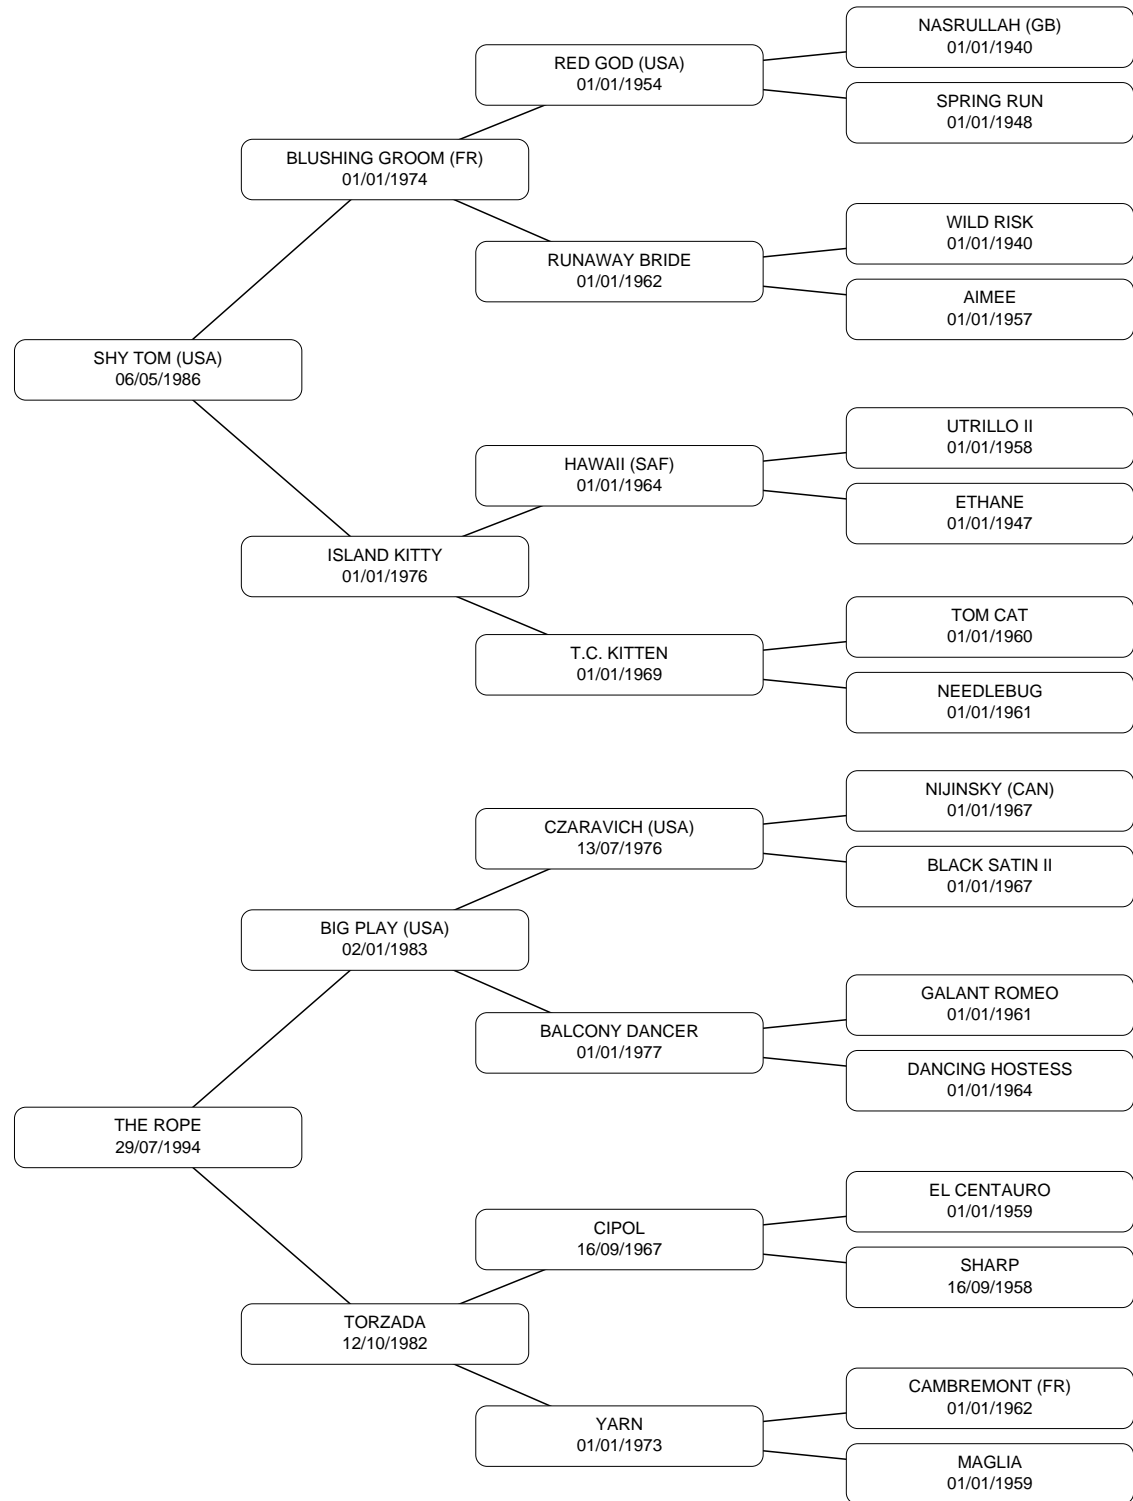 NASRULLAH (GB)
01/01/1940
RED GOD (USA)
01/01/1954
SPRING RUN
01/01/1948
BLUSHING GROOM (FR)
01/01/1974
WILD RISK
01/01/1940
RUNAWAY BRIDE
01/01/1962
AIMEE
01/01/1957
SHY TOM (USA)
06/05/1986
UTRILLO II
01/01/1958
HAWAII (SAF)
01/01/1964
ETHANE
01/01/1947
ISLAND KITTY
01/01/1976
TOM CAT
01/01/1960
T.C. KITTEN
01/01/1969
NEEDLEBUG
01/01/1961
NIJINSKY (CAN)
01/01/1967
CZARAVICH (USA)
13/07/1976
BLACK SATIN II
01/01/1967
BIG PLAY (USA)
02/01/1983
GALANT ROMEO
01/01/1961
BALCONY DANCER
01/01/1977
DANCING HOSTESS
01/01/1964
THE ROPE
29/07/1994
EL CENTAURO
01/01/1959
CIPOL
16/09/1967
SHARP
16/09/1958
TORZADA
12/10/1982
CAMBREMONT (FR)
01/01/1962
YARN
01/01/1973
MAGLIA
01/01/1959